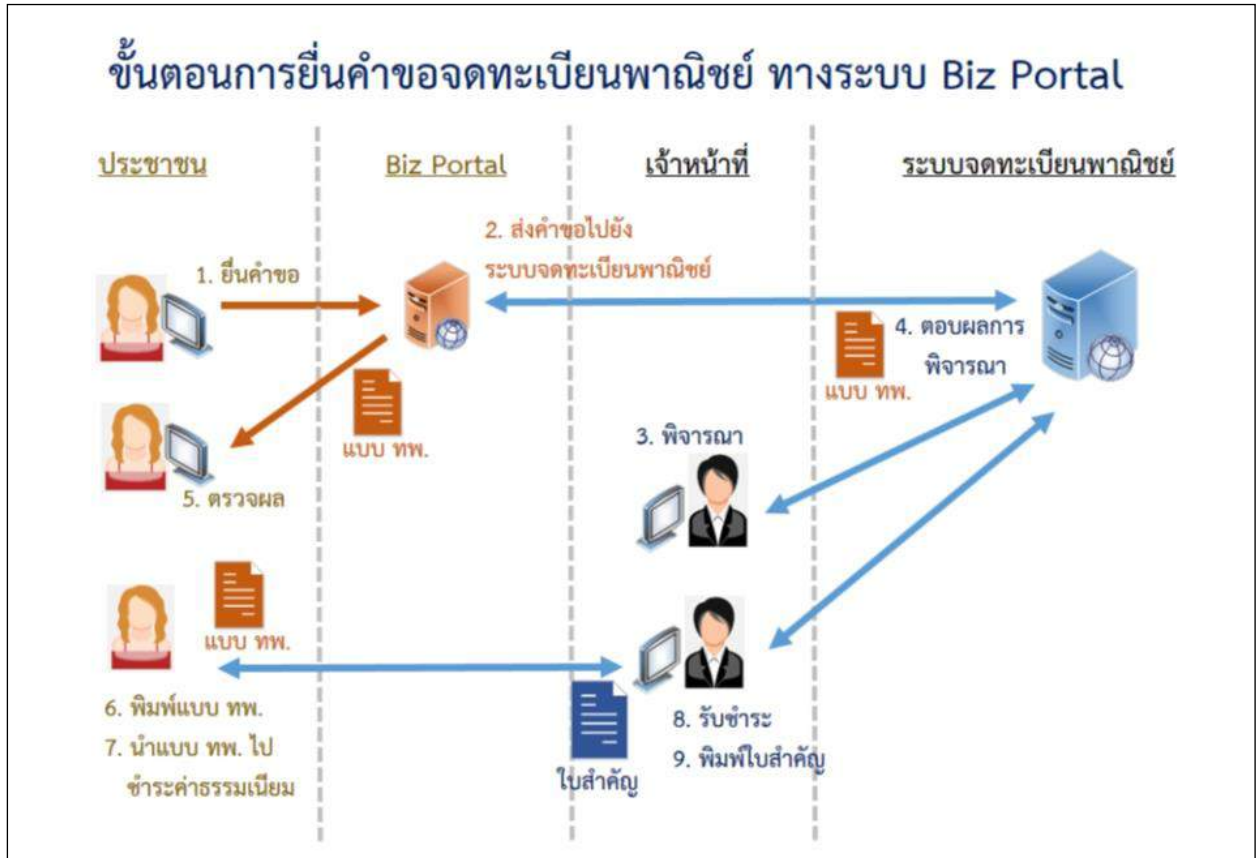 ขั้นตอนการยื่นคำขอจดทะเบียนพาณิชย์ ทางระบบ Biz Portal
ประชาชน
Biz Portal
เจ้าหน้าที่
ระบบจดทะเบียนพาณิชย์
1. ยื่นคำขอ
2. ส่งคำขอไปยัง
ระบบจดทะเบียนพาณิชย์
4. ตอบผลการ
พิจารณา
แบบ ทพ.
แบบ ทพ.
3. พิจารณา
5. ตรวจผล
แบบ ทพ.
6. พิมพ์แบบ ทพ.
7. นำแบบ ทพ. ไป
ชำระค่าธรรมเนียม
ใบสำคัญ
8. รับชำระ
9. พิมพ์ใบสำคัญ